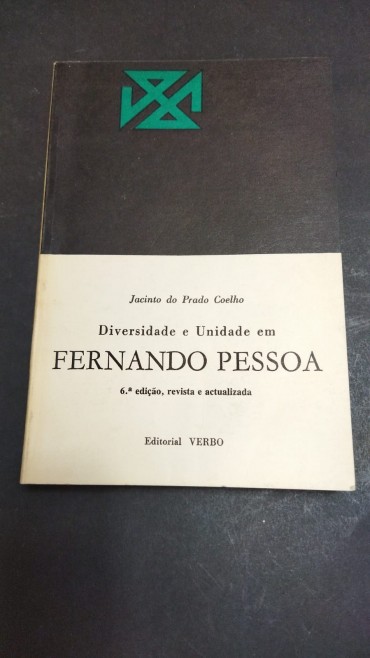 Jacinto do Prado Coelho
Diversidade e Unidade em
FERNANDO PESSOA
6.ª edição, revista e actualizada
Editorial VERBO